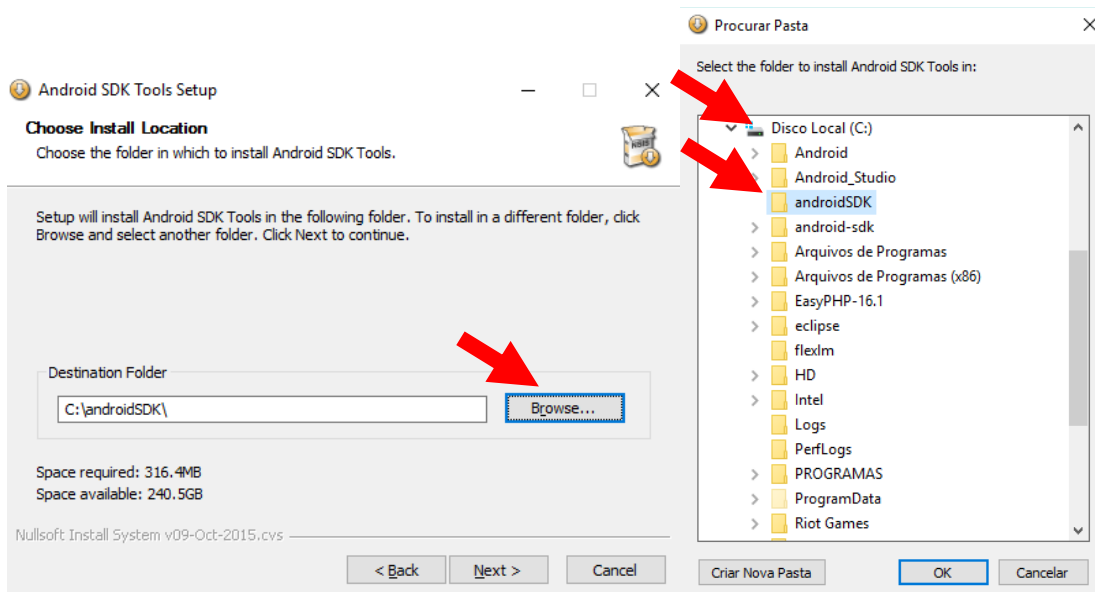 Android SDK Tools Setup
Choose Install Location
Choose the folder in which to install Android SDK Tools.
NSIS
Setup will install Android SDK Tools in the following folder. To install in a different folder, click
Browse and select another folder. Click Next to continue.
Destination Folder
C:\androidSDK\
Browse...
Space required: 316.4MB
Space available: 240.5GB
Nullsoft Install System v09-Oct-2015.cvs
< Back
Next >
Cancel
Procurar Pasta
Select the folder to install Android SDK Tools in:
Disco Local (C:)
Android
Android_Studio
androidSDK
android-sdk
Arquivos de Programas
Arquivos de Programas (x86)
EasyPHP-16.1
eclipse
flexlm
HD
Intel
Logs
PerfLogs
PROGRAMAS
ProgramData
Riot Games
Criar Nova Pasta
OK
Cancelar